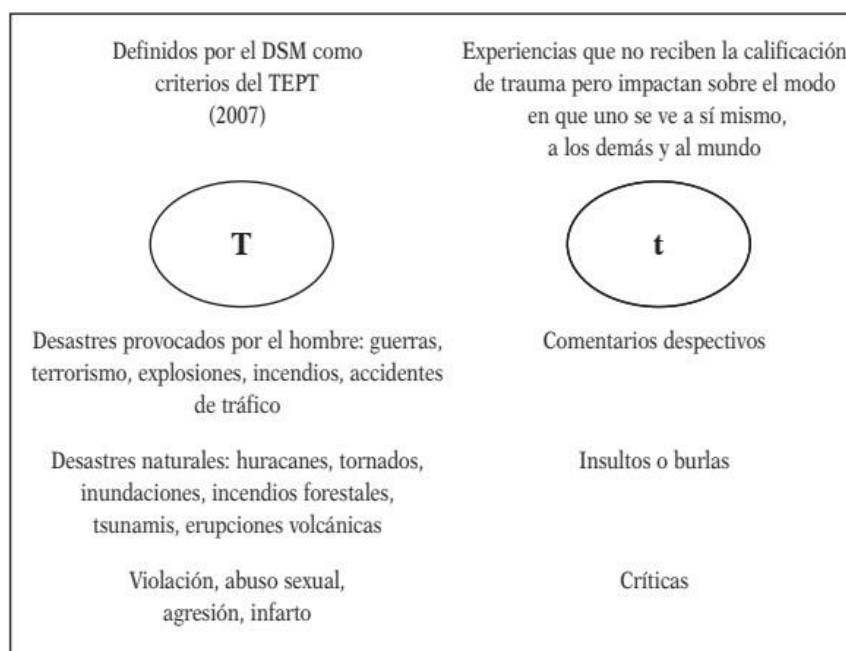 Definidos por el DSM como
criterios del TEPT
(2007)
Experiencias que no reciben la calificación
de trauma pero impactan sobre el modo
en que uno se ve a sí mismo,
a los demás y al mundo
T
t
Desastres provocados por el hombre: guerras,
terrorismo, explosiones, incendios, accidentes
de tráfico
Comentarios despectivos
Desastres naturales: huracanes, tornados,
inundaciones, incendios forestales,
tsunamis, erupciones volcánicas
Insultos o burlas
Violación, abuso sexual,
agresión, infarto
Críticas